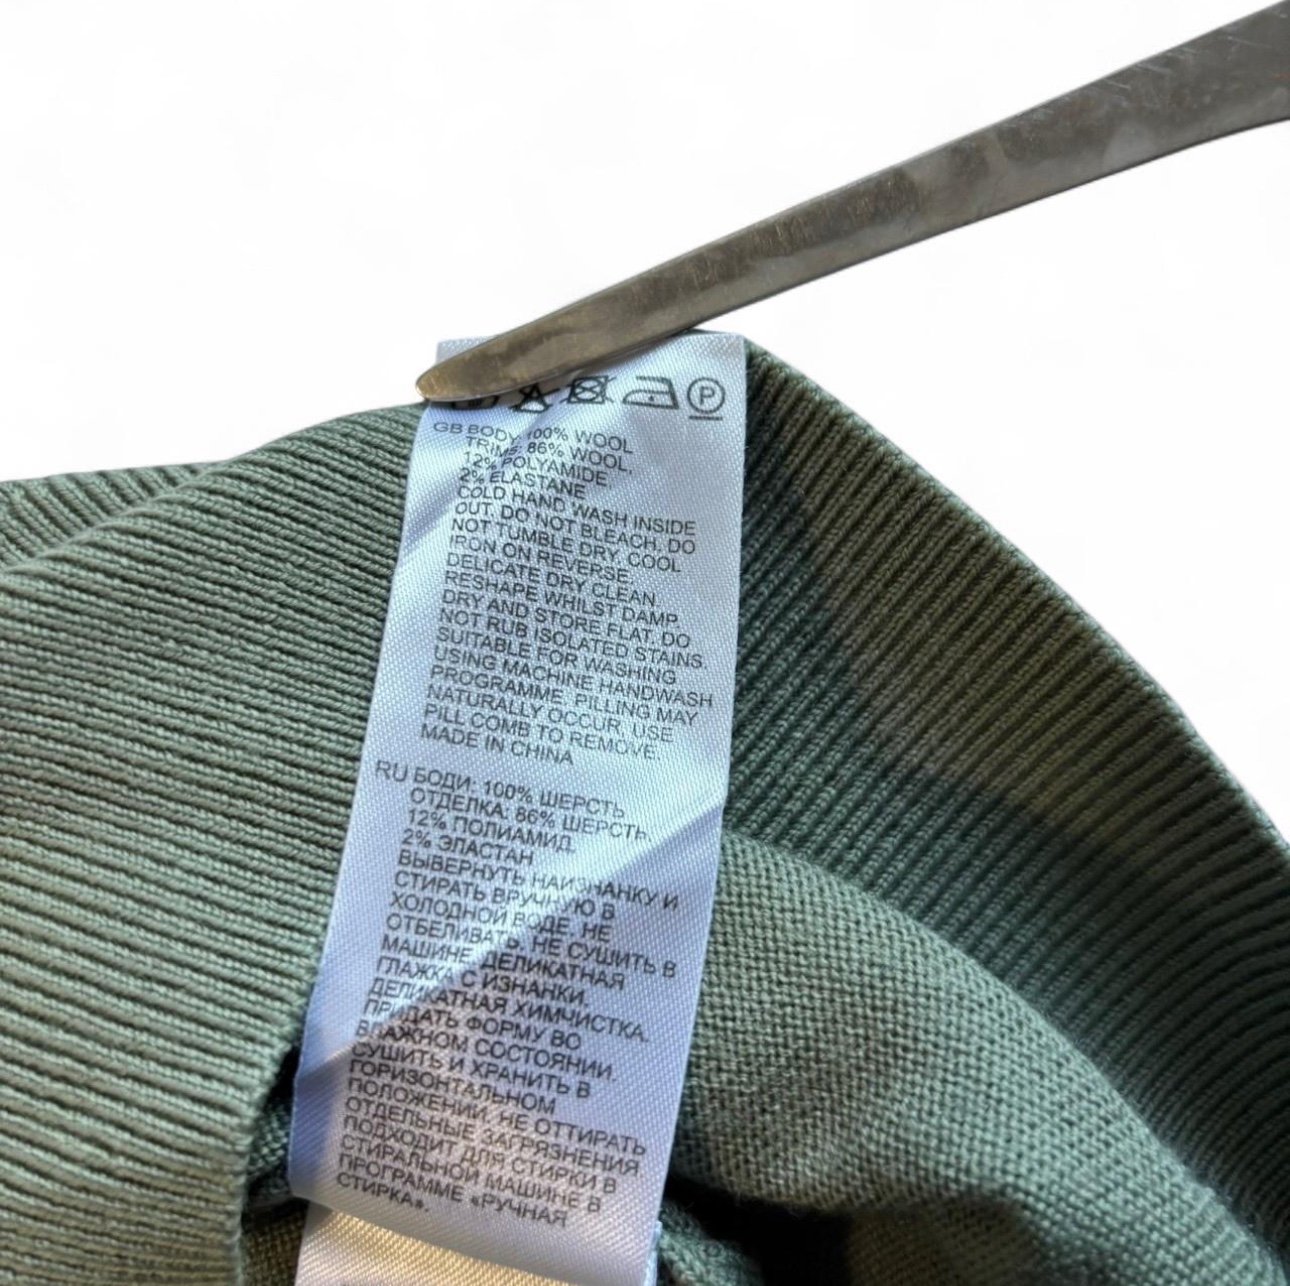 P
GB BODY: 100% WOOL
TRIMS: 86% WOOL,
12% POLYAMIDE
2% ELASTANE
COLD HAND WASH INSIDE
OUT. DO NOT BLEACH. DO
NOT TUMBLE DRY. COOL
IRON ON REVERSE.
DELICATE DRY CLEAN.
RESHAPE WHILST DAMP.
DRY AND STORE FLAT. DO
NOT RUB ISOLATED STAINS.
SUITABLE FOR WASHING
USING MACHINE HANDWASH
PROGRAMME. PILLING MAY
NATURALLY OCCUR. USE
PILL COMB TO REMOVE.
MADE IN CHINA
RU БОДИ: 100% ШЕРСТЬ
ОТДЕЛКА: 86% ШЕРСТЬ,
12% ПОЛИАМИД,
2% ЭЛАСТАН
ВЫВЕРНУТЬ НАИЗНАНКУ И
СТИРАТЬ ВРУЧНУЮ В
ХОЛОДНОЙ ВОДЕ. НЕ
ОТБЕЛИВАТЬ. НЕ СУШИТЬ В
МАШИНЕ. ДЕЛИКАТНАЯ
ГЛАЖКА С ИЗНАНКИ.
ДЕЛИКАТНАЯ ХИМЧИСТКА.
ПРИДАТЬ ФОРМУ ВО
ВЛАЖНОМ СОСТОЯНИИ.
СУШИТЬ И ХРАНИТЬ В
ГОРИЗОНТАЛЬНОМ
ПОЛОЖЕНИИ. НЕ ОТТИРАТЬ
ОТДЕЛЬНЫЕ ЗАГРЯЗНЕНИЯ.
ПОДХОДИТ ДЛЯ СТИРКИ В
СТИРАЛЬНОЙ МАШИНЕ В
ПРОГРАММЕ «РУЧНАЯ
СТИРКА».